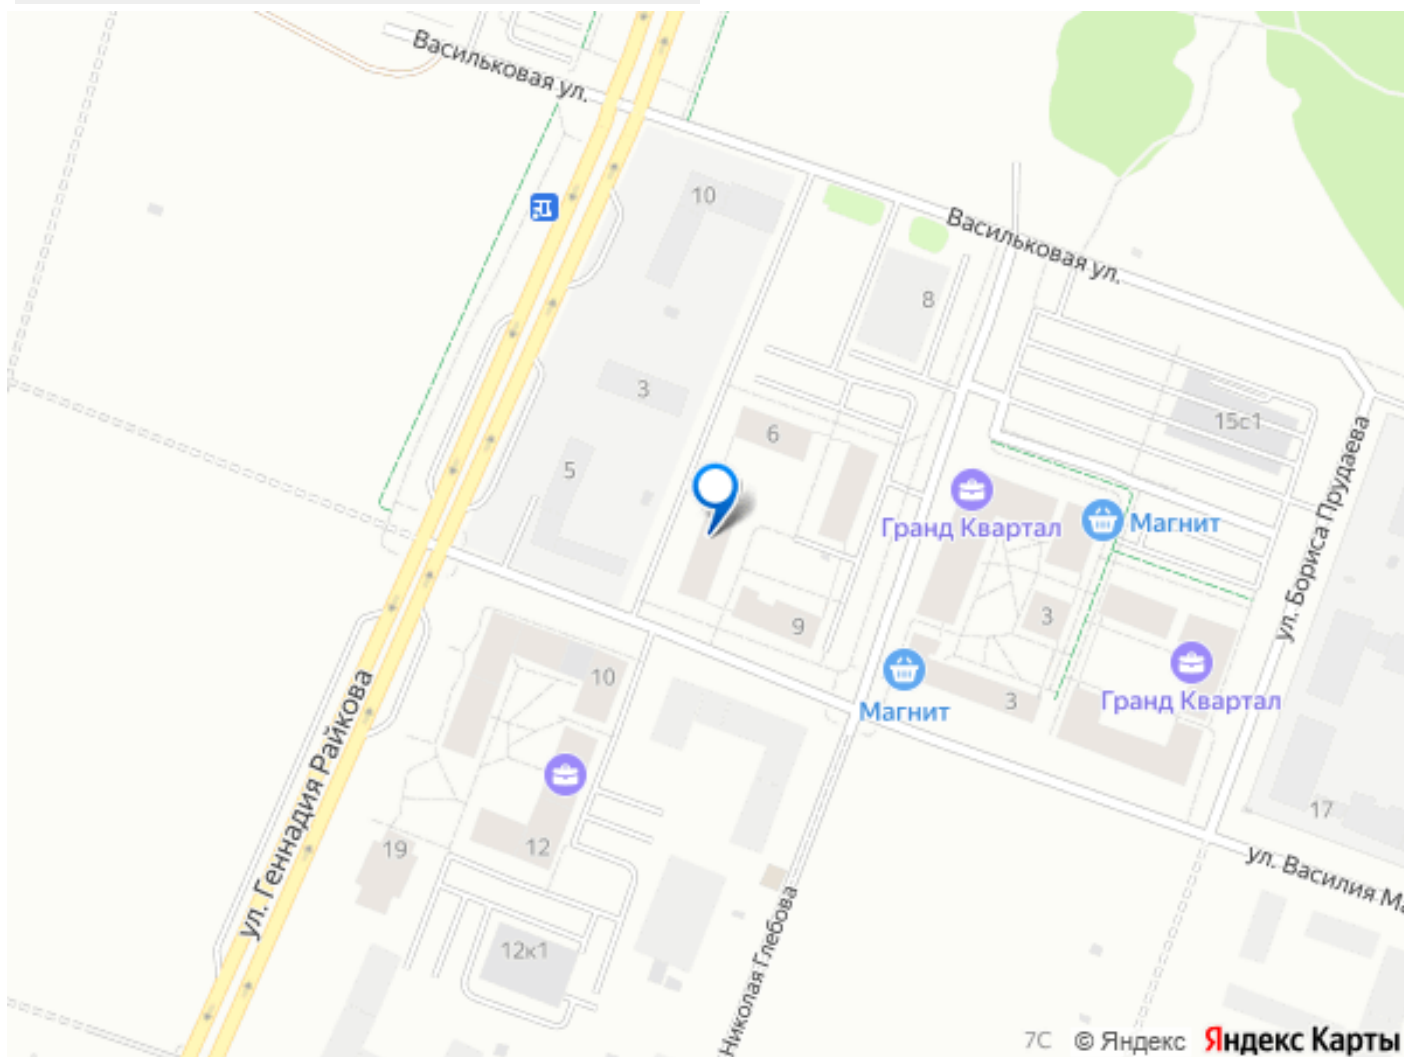 Васильковая ул.
10
Васильковая ул.
8
3
15с1
6
5
Гранд Квартал
Магнит
ул. Бориса Прудаева
3
9
10
Магнит
3
Гранд Квартал
ул. Геннадия Райкова
19
12
17
ул. Василия Ма
12к1
Николая Глебова
7С © Яндекс Яндекс Карты